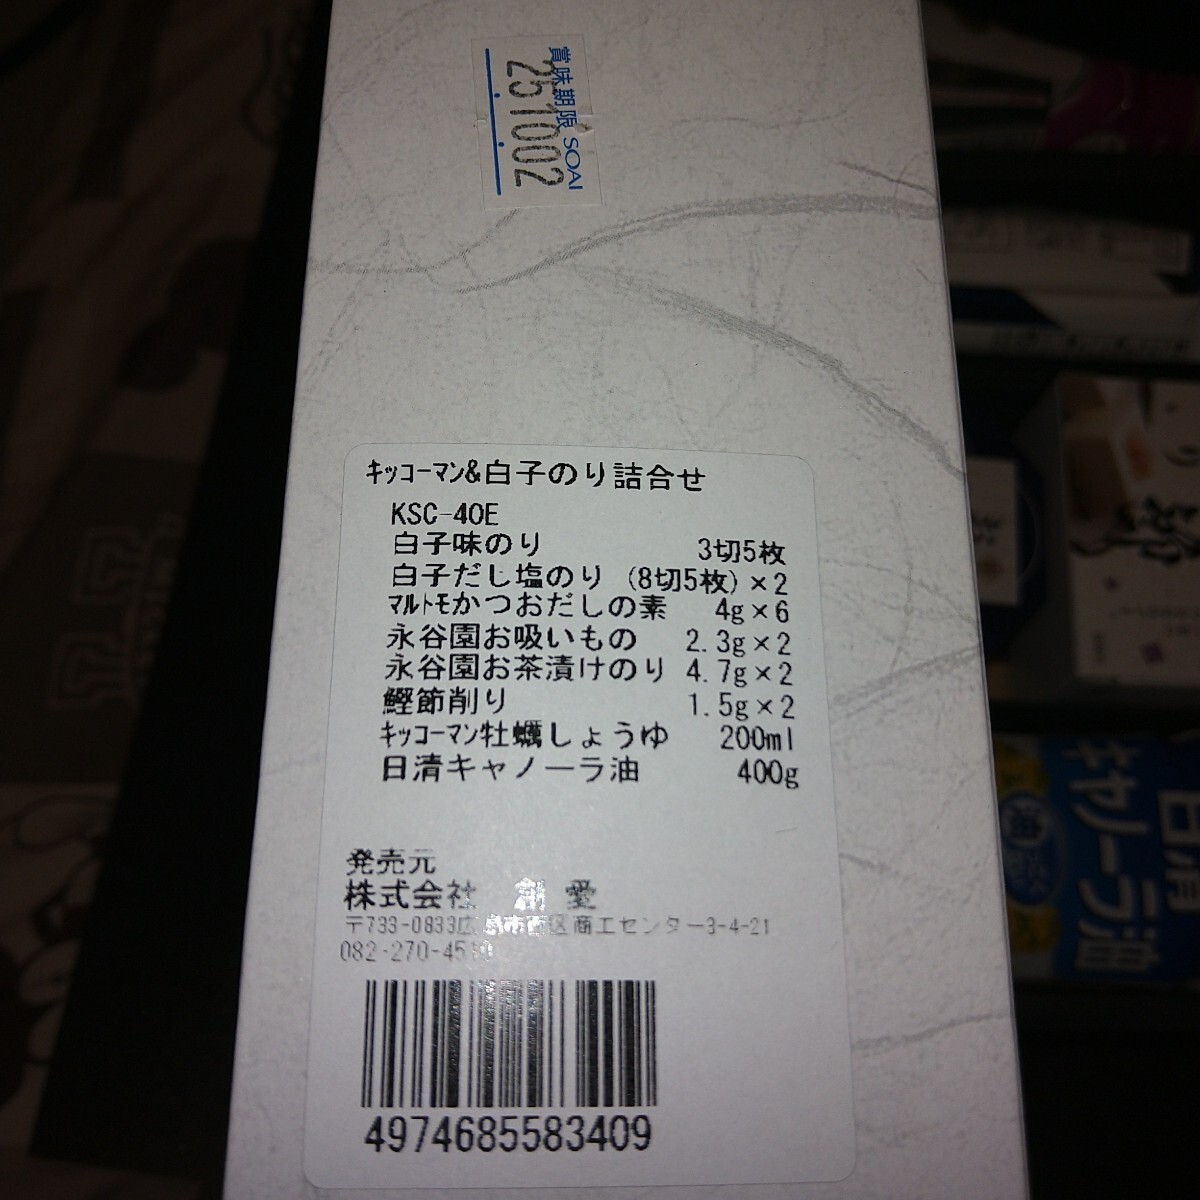 賞味期限 SOAI
251002
ｷｯｺｰﾏﾝ&白子のり詰合せ
KSC-40E
白子味のり 3切5枚
白子だし塩のり (8切5枚)×2
ﾏﾙﾄﾓかつおだしの素 4g×6
永谷園お吸いもの 2.3g×2
永谷園お茶漬けのり 4.7g×2
鰹節削り 1.5g×2
ｷｯｺｰﾏﾝ牡蠣しょうゆ 200ml
日清キャノーラ油 400g
発売元
株式会社 創 愛
〒733-0833広島市西区商工センター3-4-21
082-270-45
4974685583409
日清
キャノーラ油